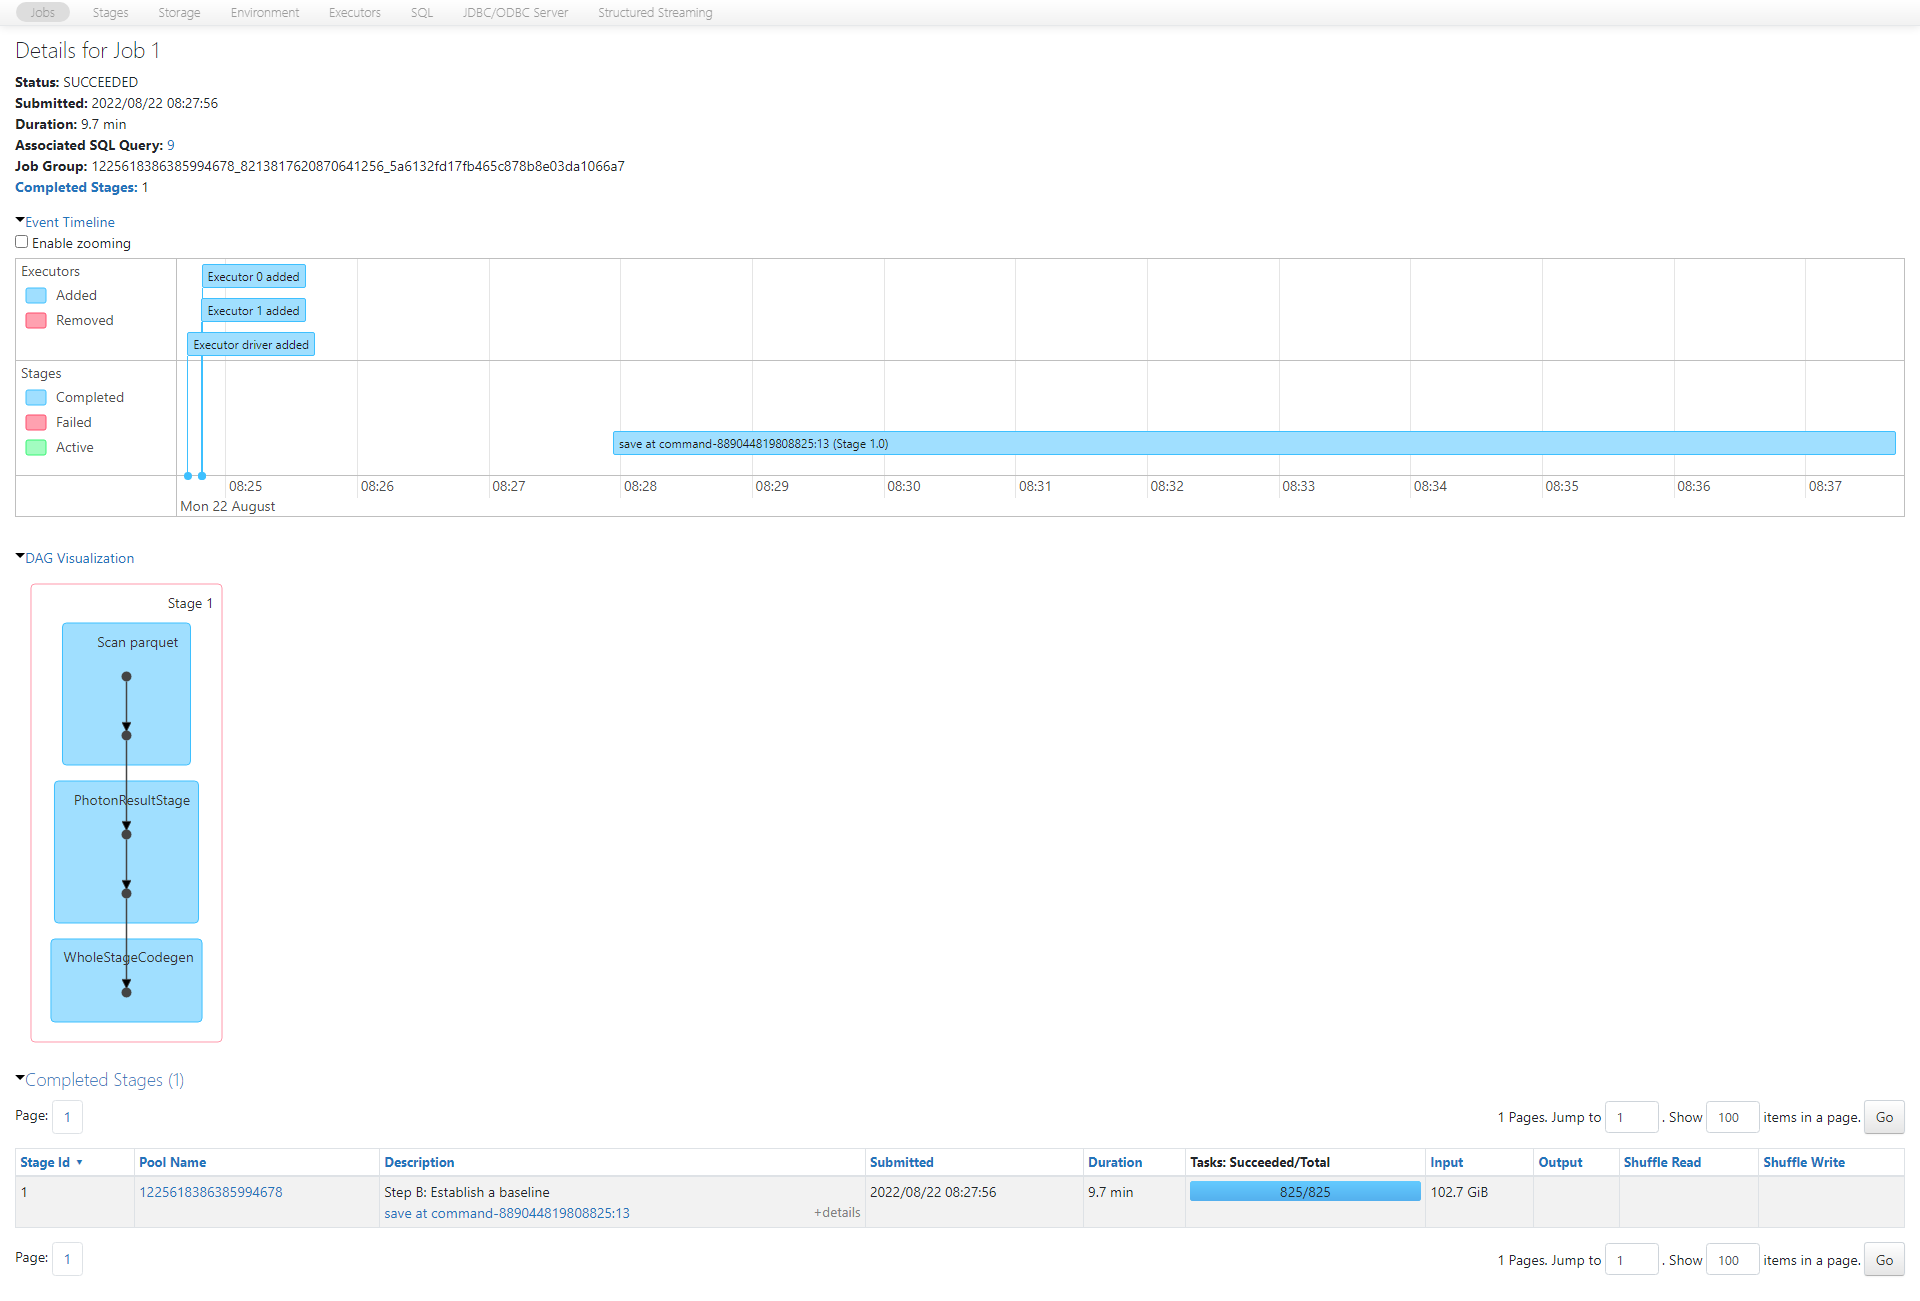 Jobs Stages Storage Environment Executors SQL JDBC/ODBC Server Structured Streaming
Details for Job 1
Status: SUCCEEDED
Submitted: 2022/08/22 08:27:56
Duration: 9.7 min
Associated SQL Query: 9
Job Group: 1225618386385994678_8213817620870641256_5a6132fd17fb465c878b8e03da1066a7
Completed Stages: 1
Event Timeline
Enable zooming
Executors
Added
Removed
Executor 0 added
Executor 1 added
Executor driver added
Stages
Completed
Failed
Active
save at command-889044819808825:13 (Stage 1.0)
08:25 08:26 08:27 08:28 08:29 08:30 08:31 08:32 08:33 08:34 08:35 08:36 08:37
Mon 22 August
DAG Visualization
Stage 1
Scan parquet
PhotonResultStage
WholeStageCodegen
Completed Stages (1)
Page: 1 1 Pages. Jump to 1 . Show 100 items in a page. Go
Stage Id ▾ Pool Name Description Submitted Duration Tasks: Succeeded/Total Input Output Shuffle Read Shuffle Write
1 1225618386385994678 Step B: Establish a baseline 2022/08/22 08:27:56 9.7 min 825/825 102.7 GiB
save at command-889044819808825:13 +details
Page: 1 1 Pages. Jump to 1 . Show 100 items in a page. Go